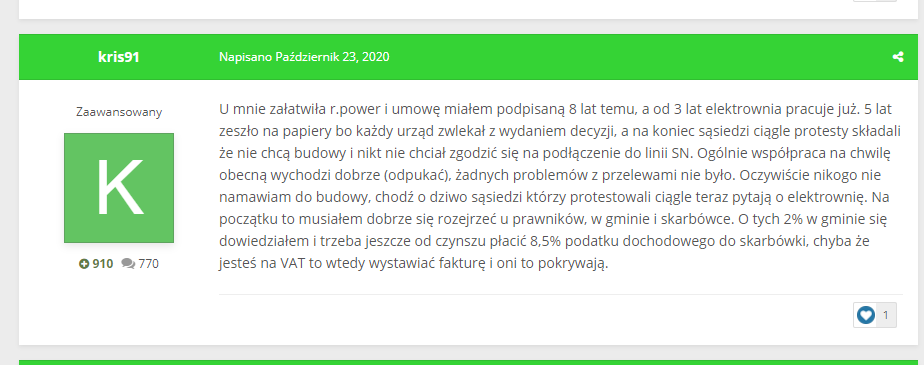 kris91
Napisano Październik 23, 2020
Zaawansowany
K
910 770
U mnie załatwiła r.power i umowę miałem podpisaną 8 lat temu, a od 3 lat elektrownia pracuje już. 5 lat
zeszło na papiery bo każdy urząd zwlekał z wydaniem decyzji, a na koniec sąsiedzi ciągle protesty składali
że nie chcą budowy i nikt nie chciał zgodzić się na podłączenie do linii SN. Ogólnie współpraca na chwilę
obecną wychodzi dobrze (odpukać), żadnych problemów z przelewami nie było. Oczywiście nikogo nie
namawiam do budowy, chodź o dziwo sąsiedzi którzy protestowali ciągle teraz pytają o elektrownię. Na
początku to musiałem dobrze się rozejrzeć u prawników, w gminie i skarbówce. O tych 2% w gminie się
dowiedziałem i trzeba jeszcze od czynszu płacić 8,5% podatku dochodowego do skarbówki, chyba że
jesteś na VAT to wtedy wystawiać fakturę i oni to pokrywają.
1